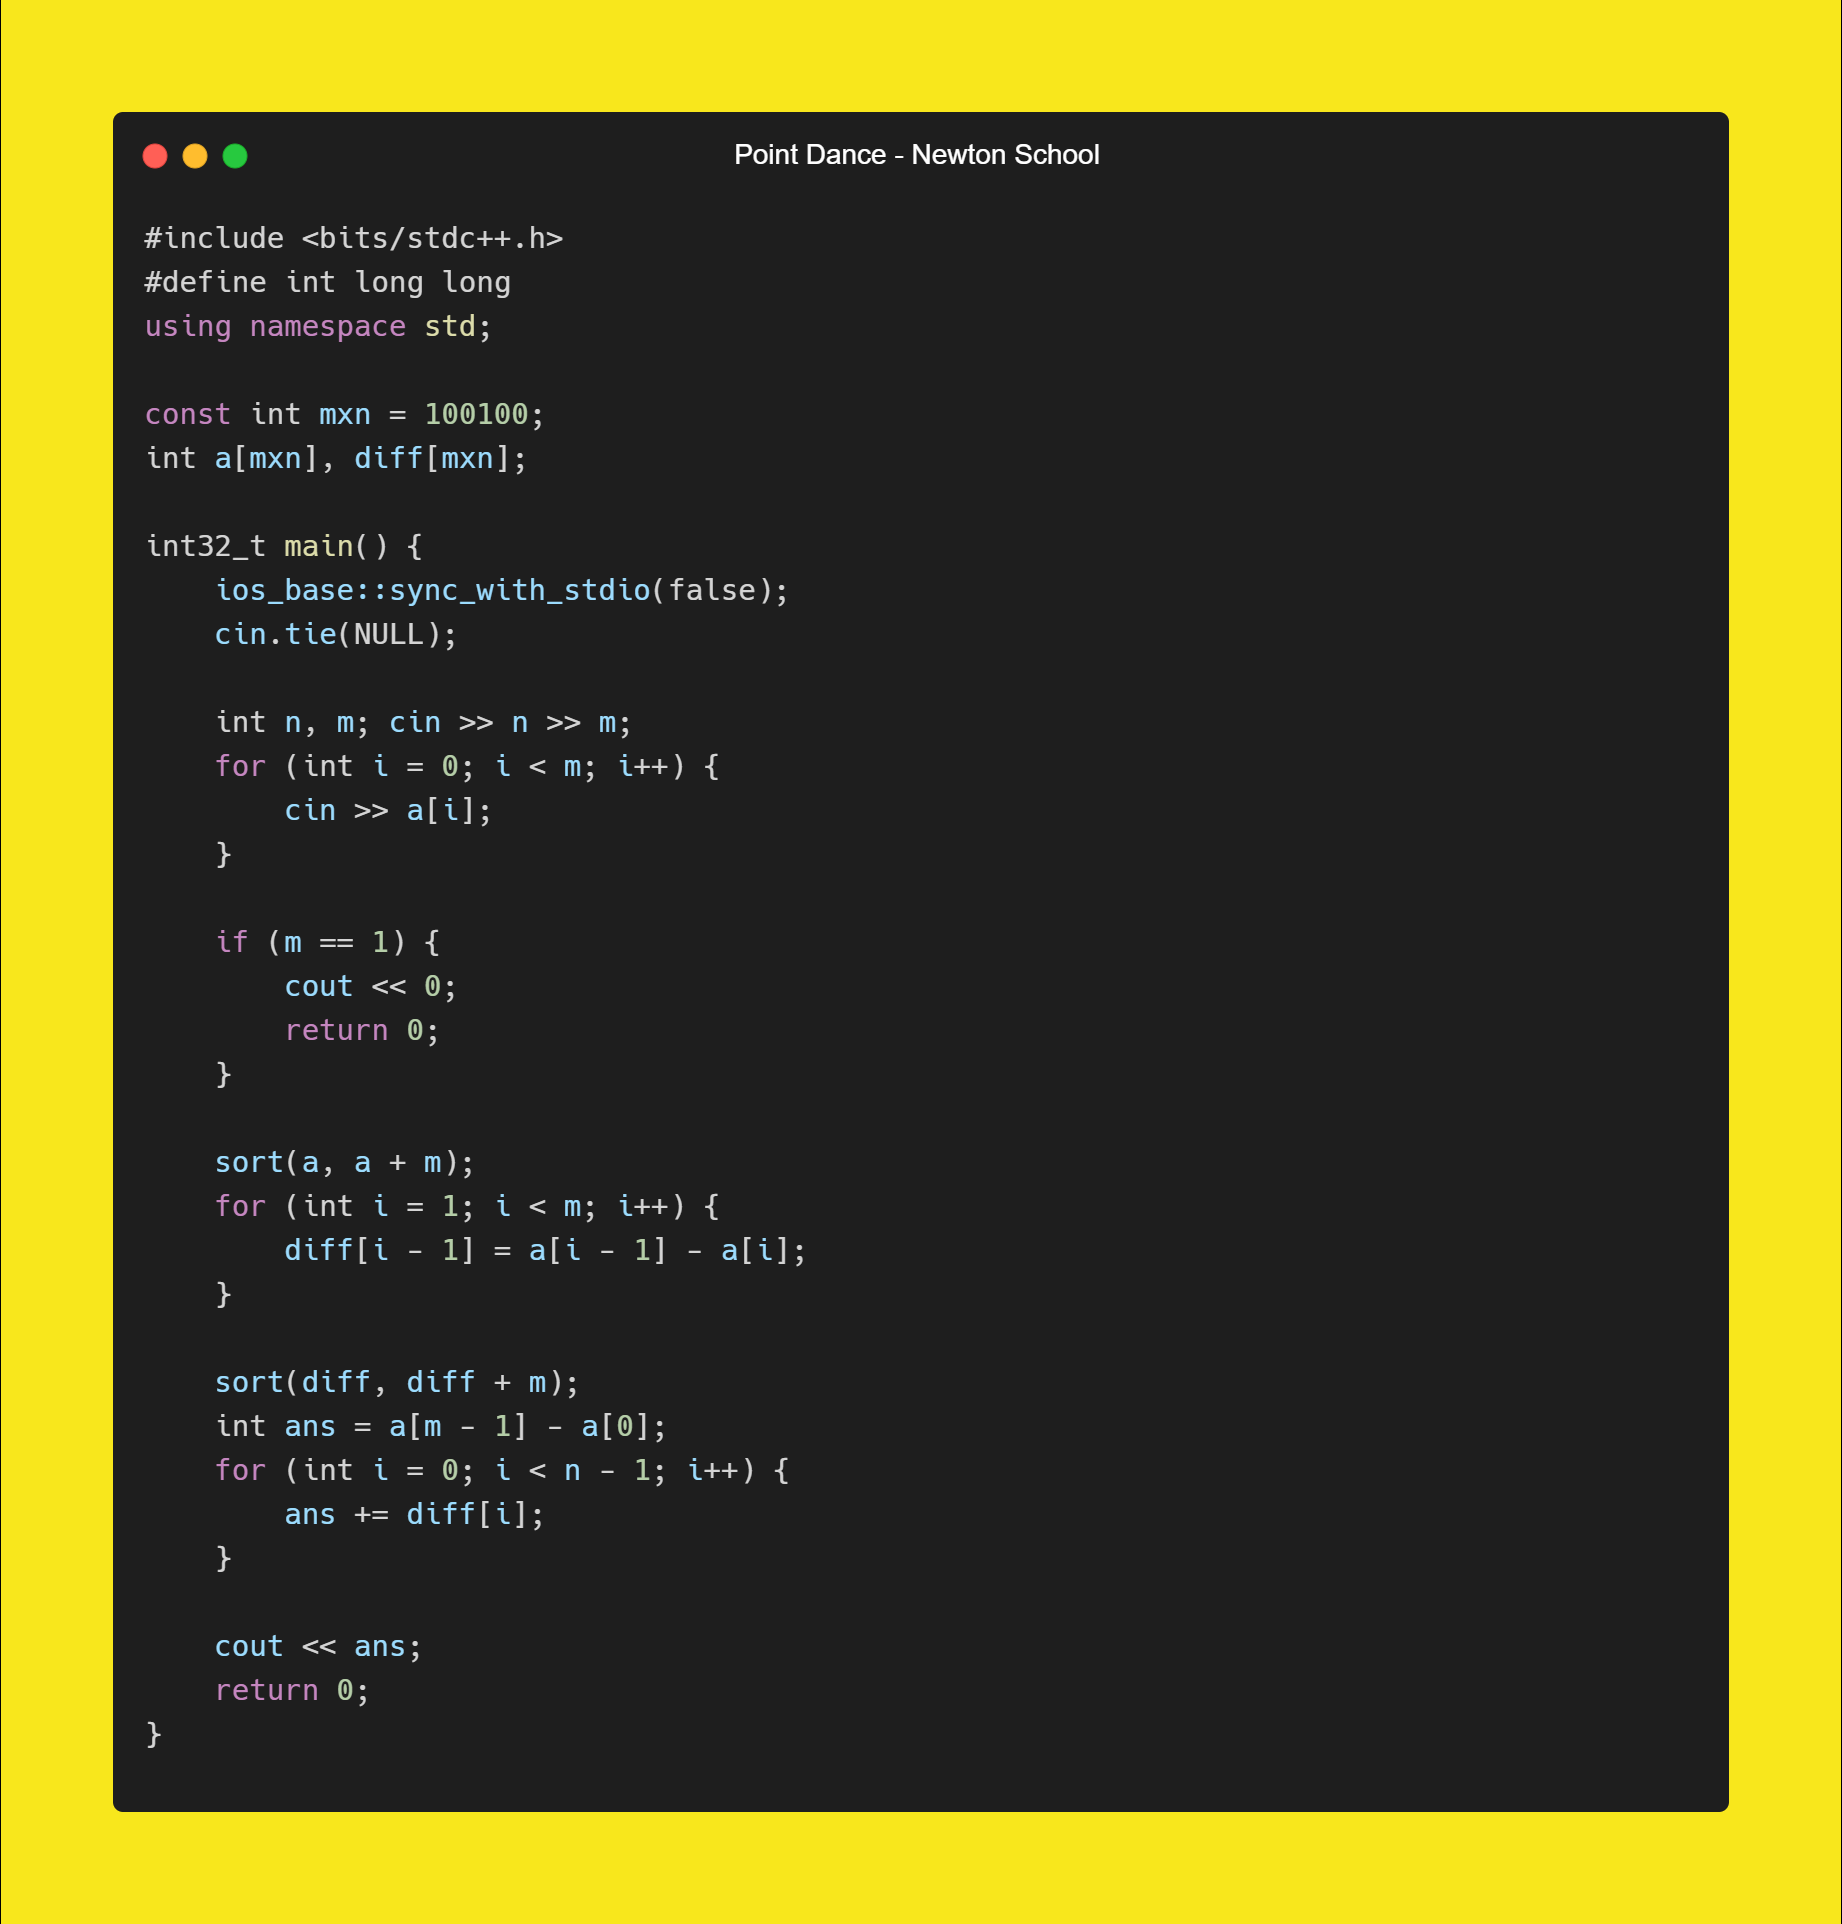 Point Dance - Newton School
#include <bits/stdc++.h>
#define int long long
using namespace std;
const int mxn = 100100;
int a[mxn], diff[mxn];
int32_t main() {
    ios_base::sync_with_stdio(false);
    cin.tie(NULL);
    int n, m; cin >> n >> m;
    for (int i = 0; i < m; i++) {
        cin >> a[i];
    }
    if (m == 1) {
        cout << 0;
        return 0;
    }
    sort(a, a + m);
    for (int i = 1; i < m; i++) {
        diff[i - 1] = a[i - 1] - a[i];
    }
    sort(diff, diff + m);
    int ans = a[m - 1] - a[0];
    for (int i = 0; i < n - 1; i++) {
        ans += diff[i];
    }
    cout << ans;
    return 0;
}